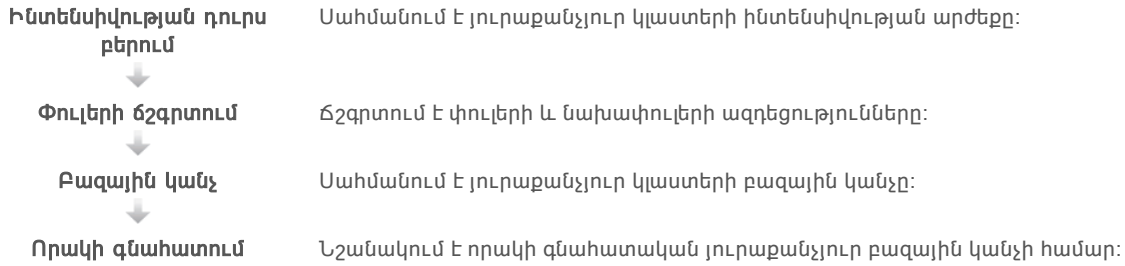 Ինտենսիվության դուրս բերում
Սահմանում է յուրաքանչյուր կլաստերի ինտենսիվության արժեքը։
Փուլերի ճշգրտում
Ճշգրտում է փուլերի և նախափուլերի ազդեցությունները։
Բազային կանչ
Սահմանում է յուրաքանչյուր կլաստերի բազային կանչը։
Որակի գնահատում
Նշանակում է որակի գնահատական յուրաքանչյուր բազային կանչի համար։